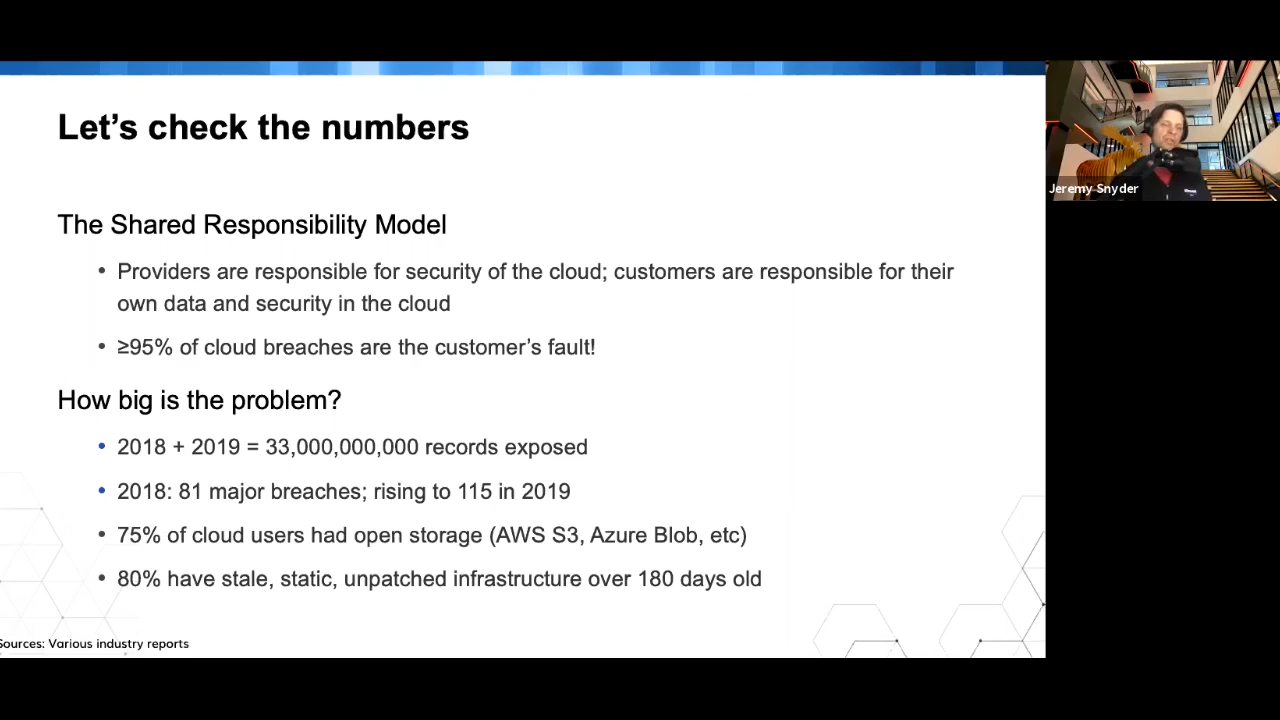 Let's check the numbers
The Shared Responsibility Model
• Providers are responsible for security of the cloud; customers are responsible for their
own data and security in the cloud
• ≥95% of cloud breaches are the customer's fault!
How big is the problem?
• 2018 + 2019 = 33,000,000,000 records exposed
• 2018: 81 major breaches; rising to 115 in 2019
• 75% of cloud users had open storage (AWS S3, Azure Blob, etc)
• 80% have stale, static, unpatched infrastructure over 180 days old
Sources: Various industry reports
Jeremy Snyder